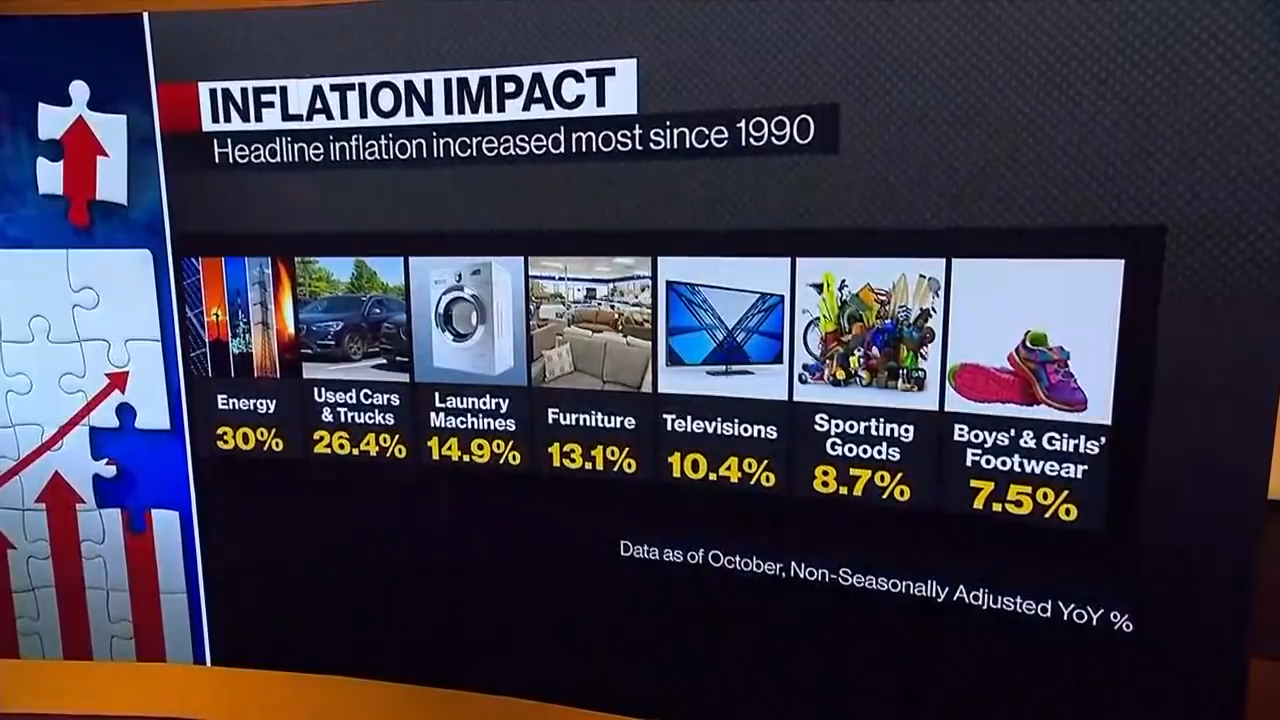 INFLATION IMPACT
Headline inflation increased most since 1990
Energy
30%
Used Cars
& Trucks
26.4%
Laundry
Machines
14.9%
Furniture
13.1%
Televisions
10.4%
Sporting
Goods
8.7%
Boys' & Girls'
Footwear
7.5%
Data as of October, Non-Seasonally Adjusted YoY %